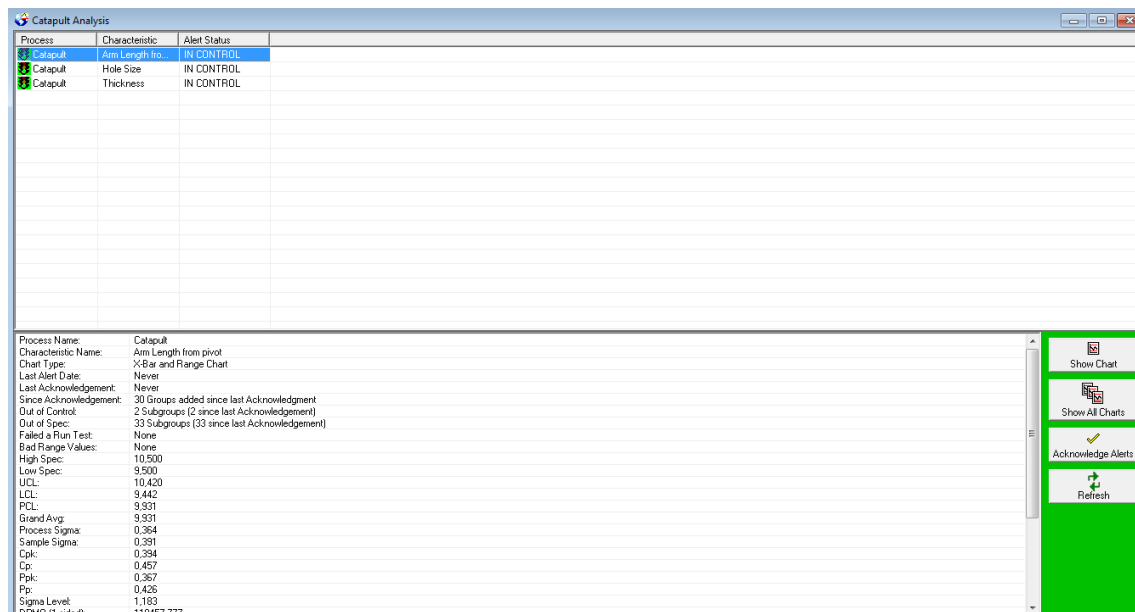 Catapult Analysis
Process Characteristic Alert Status
Catapult Arm Length fro... IN CONTROL
Catapult Hole Size IN CONTROL
Catapult Thickness IN CONTROL
Process Name: Catapult
Characteristic Name: Arm Length from pivot
Chart Type: X-Bar and Range Chart
Last Alert Date: Never
Last Acknowledgement: Never
Since Acknowledgement: 30 Groups added since last Acknowledgment
Out of Control: 2 Subgroups (2 since last Acknowledgement)
Out of Spec: 33 Subgroups (33 since last Acknowledgement)
Failed a Run Test: None
Bad Range Values: None
High Spec: 10,500
Low Spec: 9,500
UCL: 10,420
LCL: 9,442
PCL: 9,931
Grand Avg: 9,931
Process Sigma: 0,364
Sample Sigma: 0,391
Cpk: 0,394
Cp: 0,457
Ppk: 0,367
Pp: 0,426
Sigma Level: 1,183
Show Chart
Show All Charts
Acknowledge Alerts
Refresh